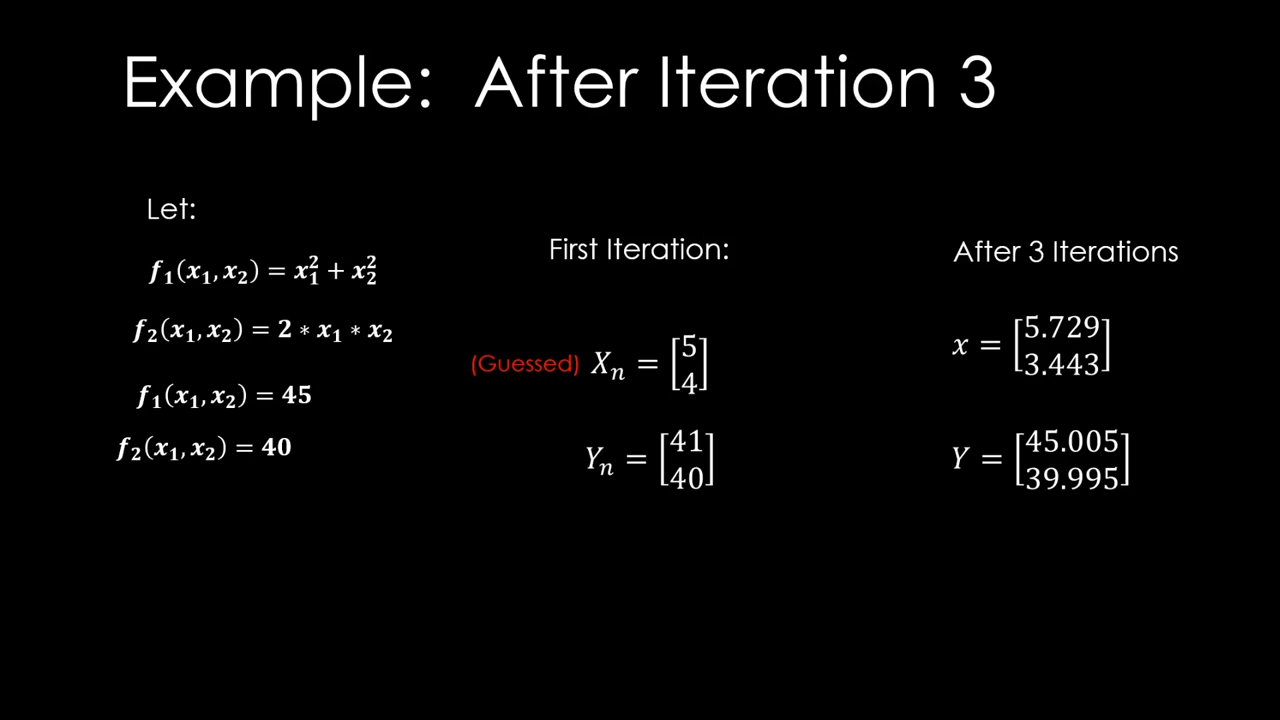 Example: After Iteration 3
Let:
f₁(x₁, x₂) = x₁² + x₂²
f₂(x₁, x₂) = 2 ∗ x₁ ∗ x₂
f₁(x₁, x₂) = 45
f₂(x₁, x₂) = 40
First Iteration:
(Guessed) Xₙ = [5
4]
Yₙ = [41
40]
After 3 Iterations
x = [5.729
3.443]
Y = [45.005
39.995]